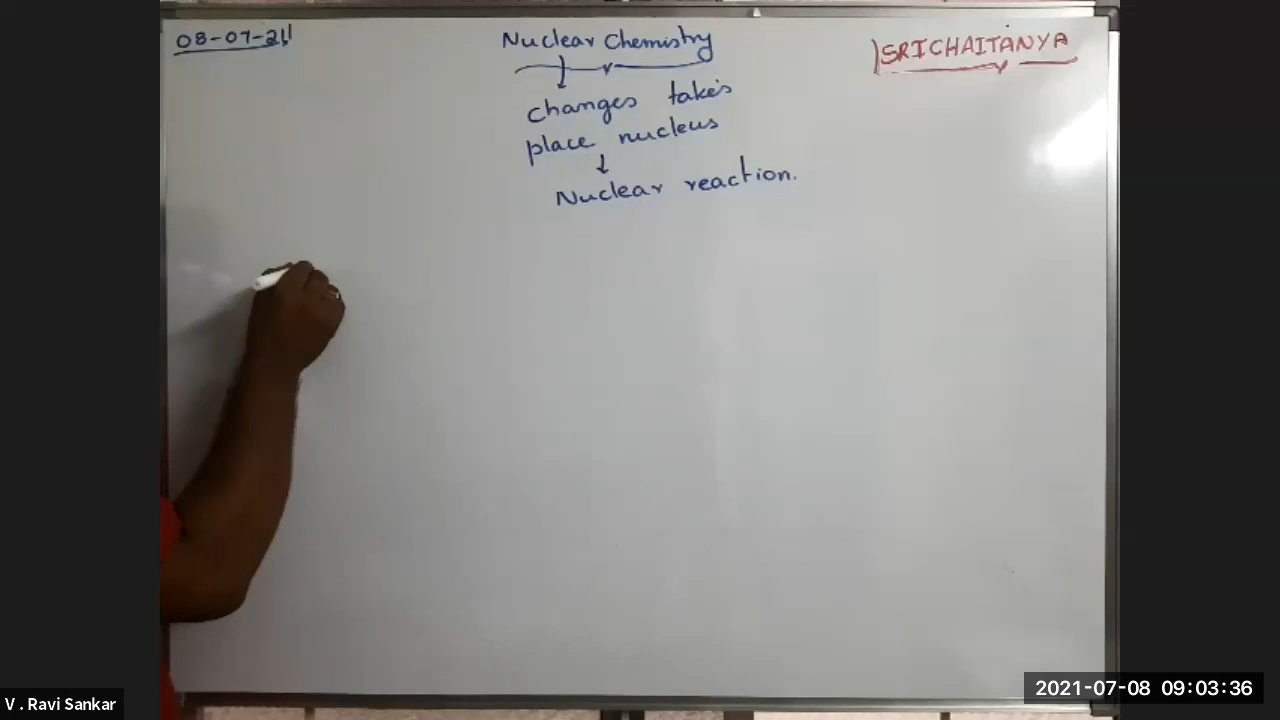 08-07-21
Nuclear Chemistry
SRICHAITANYA
changes takes
place nucleus
Nuclear reaction.
V . Ravi Sankar
2021-07-08 09:03:36